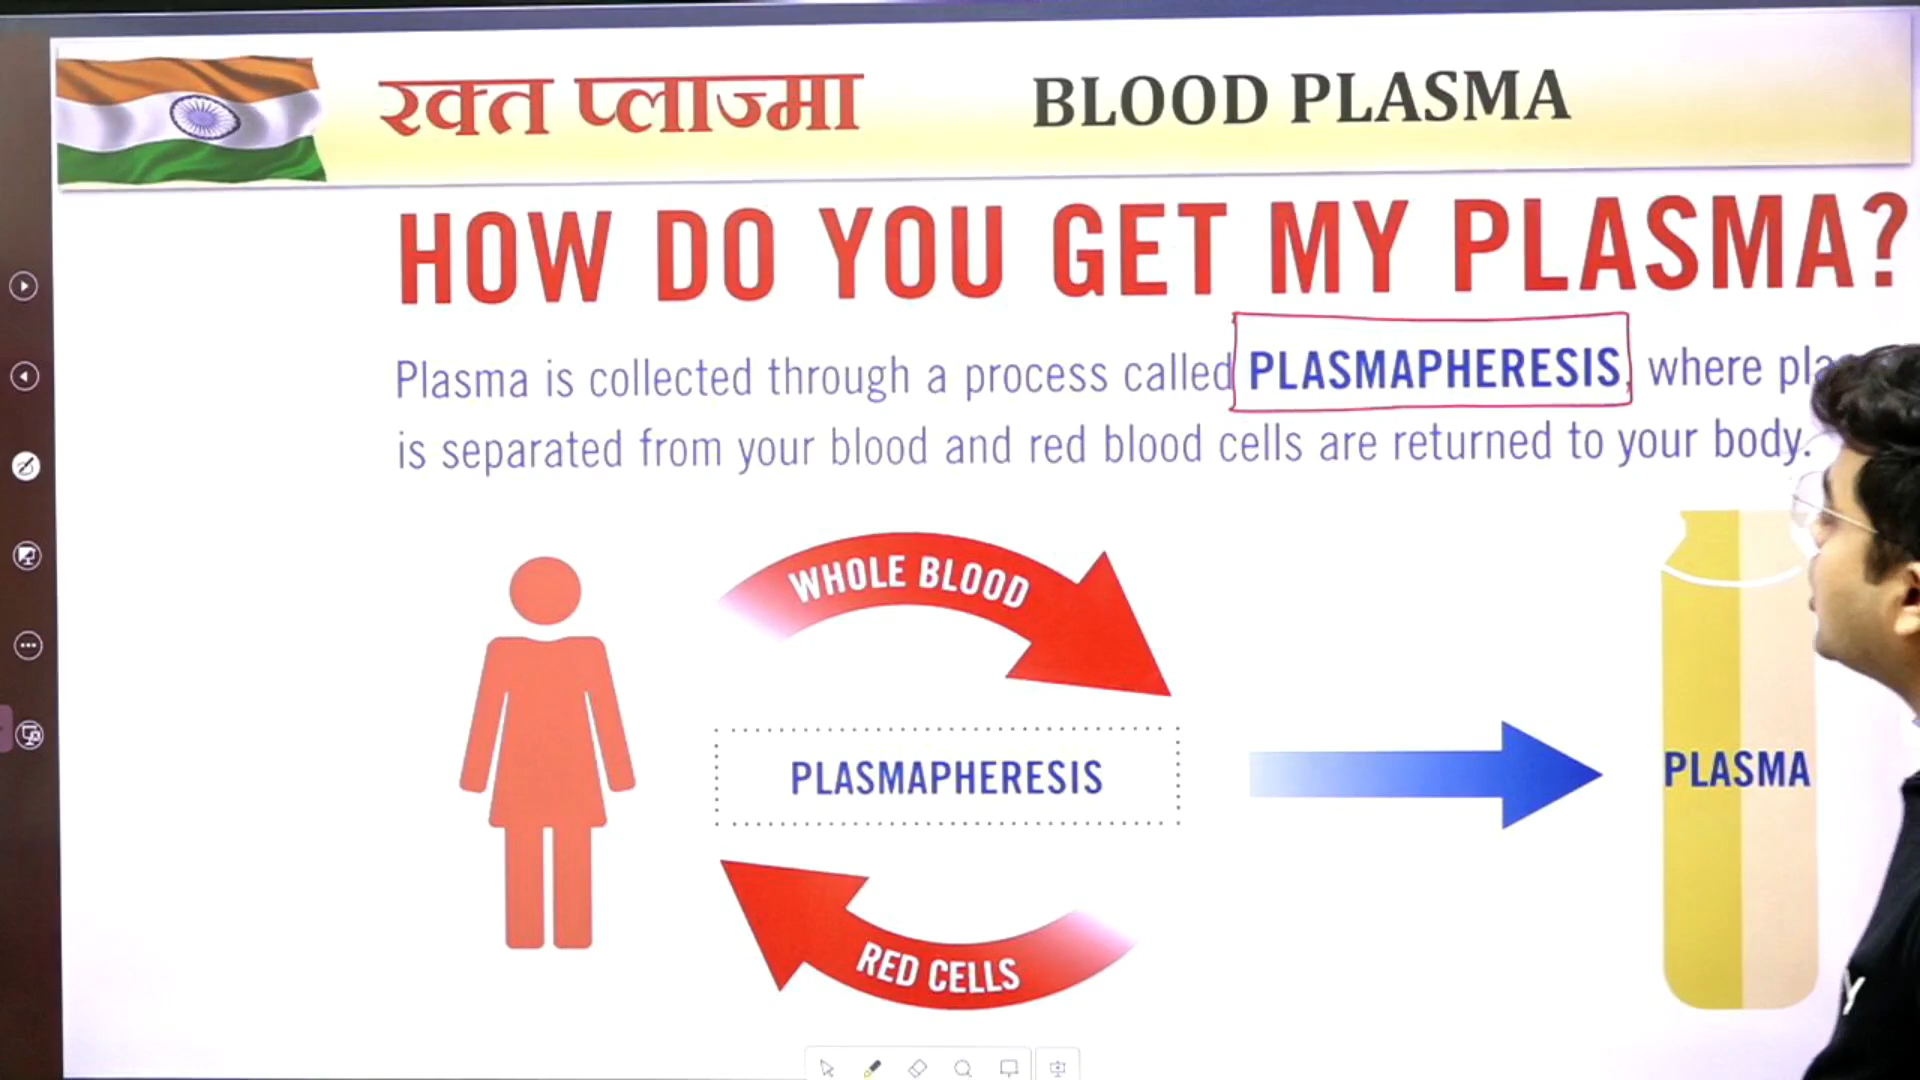 रक्त प्लाज्मा BLOOD PLASMA
HOW DO YOU GET MY PLASMA?
Plasma is collected through a process called PLASMAPHERESIS, where
is separated from your blood and red blood cells are returned to your body.
WHOLE BLOOD
PLASMAPHERESIS
PLASMA
RED CELLS